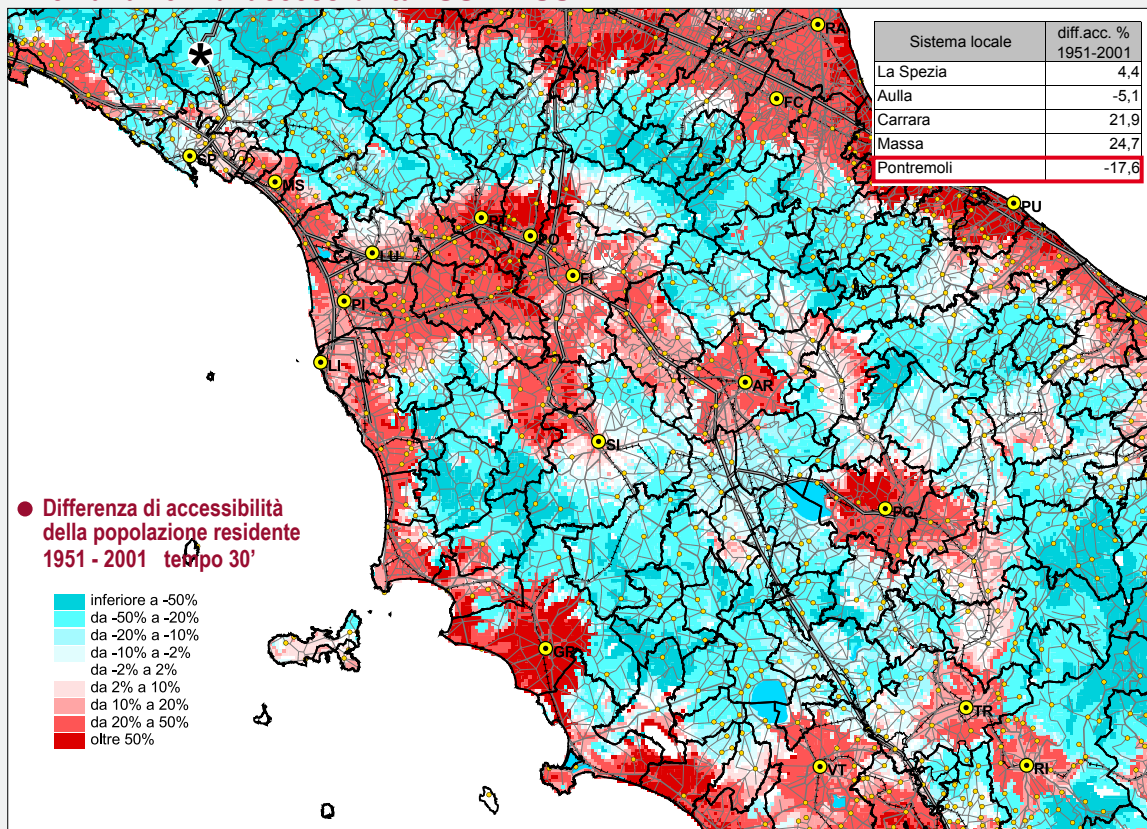 Sistema locale
diff.acc. %
1951-2001
La Spezia 4,4
Aulla -5,1
Carrara 21,9
Massa 24,7
Pontremoli -17,6
*
RA
FC
SP
MS
PU
PO
LU
FI
PI
LI
AR
SI
PG
GR
TR
VT
RI
● Differenza di accessibilità
della popolazione residente
1951 - 2001 tempo 30’
inferiore a -50%
da -50% a -20%
da -20% a -10%
da -10% a -2%
da -2% a 2%
da 2% a 10%
da 10% a 20%
da 20% a 50%
oltre 50%